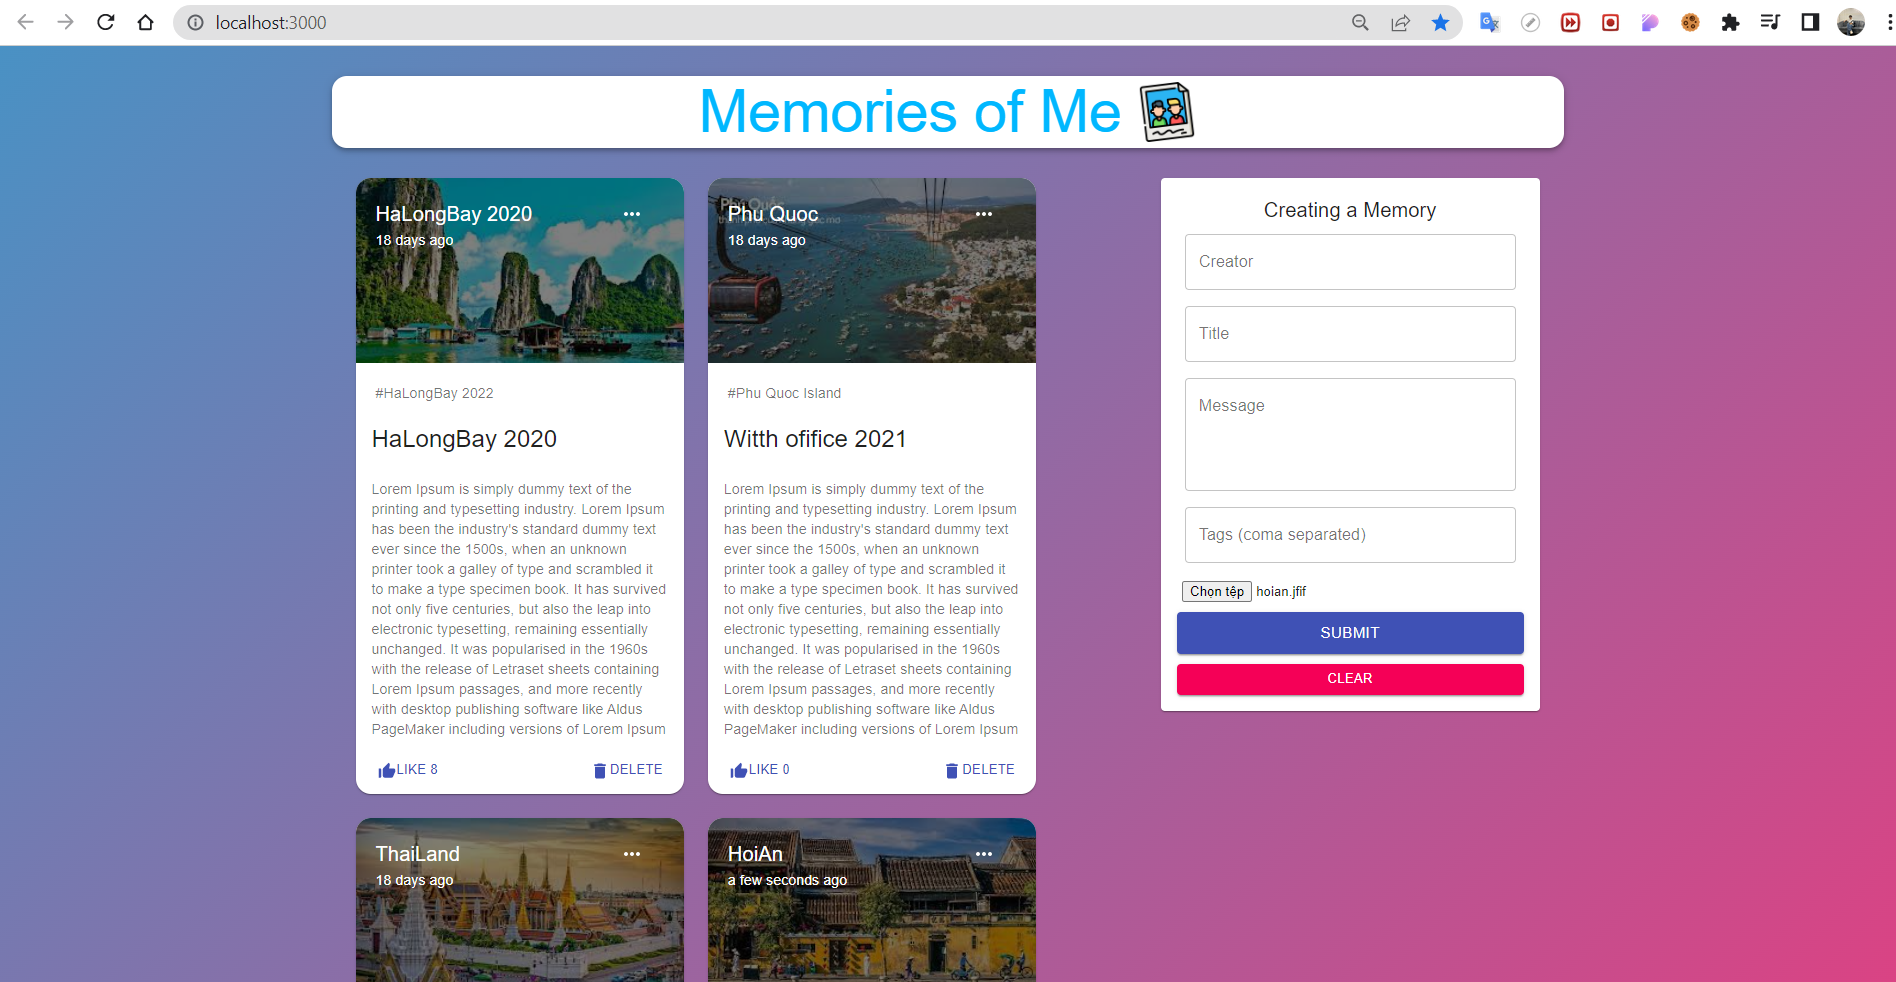 localhost:3000
Memories of Me
HaLongBay 2020
18 days ago
#HaLongBay 2022
HaLongBay 2020
Lorem Ipsum is simply dummy text of the
printing and typesetting industry. Lorem Ipsum
has been the industry's standard dummy text
ever since the 1500s, when an unknown
printer took a galley of type and scrambled it
to make a type specimen book. It has survived
not only five centuries, but also the leap into
electronic typesetting, remaining essentially
unchanged. It was popularised in the 1960s
with the release of Letraset sheets containing
Lorem Ipsum passages, and more recently
with desktop publishing software like Aldus
PageMaker including versions of Lorem Ipsum
LIKE 8
DELETE
Phu Quoc
Phú Quốc
18 days ago
#Phu Quoc Island
Witth ofifice 2021
Lorem Ipsum is simply dummy text of the
printing and typesetting industry. Lorem Ipsum
has been the industry's standard dummy text
ever since the 1500s, when an unknown
printer took a galley of type and scrambled it
to make a type specimen book. It has survived
not only five centuries, but also the leap into
electronic typesetting, remaining essentially
unchanged. It was popularised in the 1960s
with the release of Letraset sheets containing
Lorem Ipsum passages, and more recently
with desktop publishing software like Aldus
PageMaker including versions of Lorem Ipsum
LIKE 0
DELETE
ThaiLand
18 days ago
HoiAn
a few seconds ago
Creating a Memory
Creator
Title
Message
Tags (coma separated)
Chọn tệp hoian.jfif
SUBMIT
CLEAR